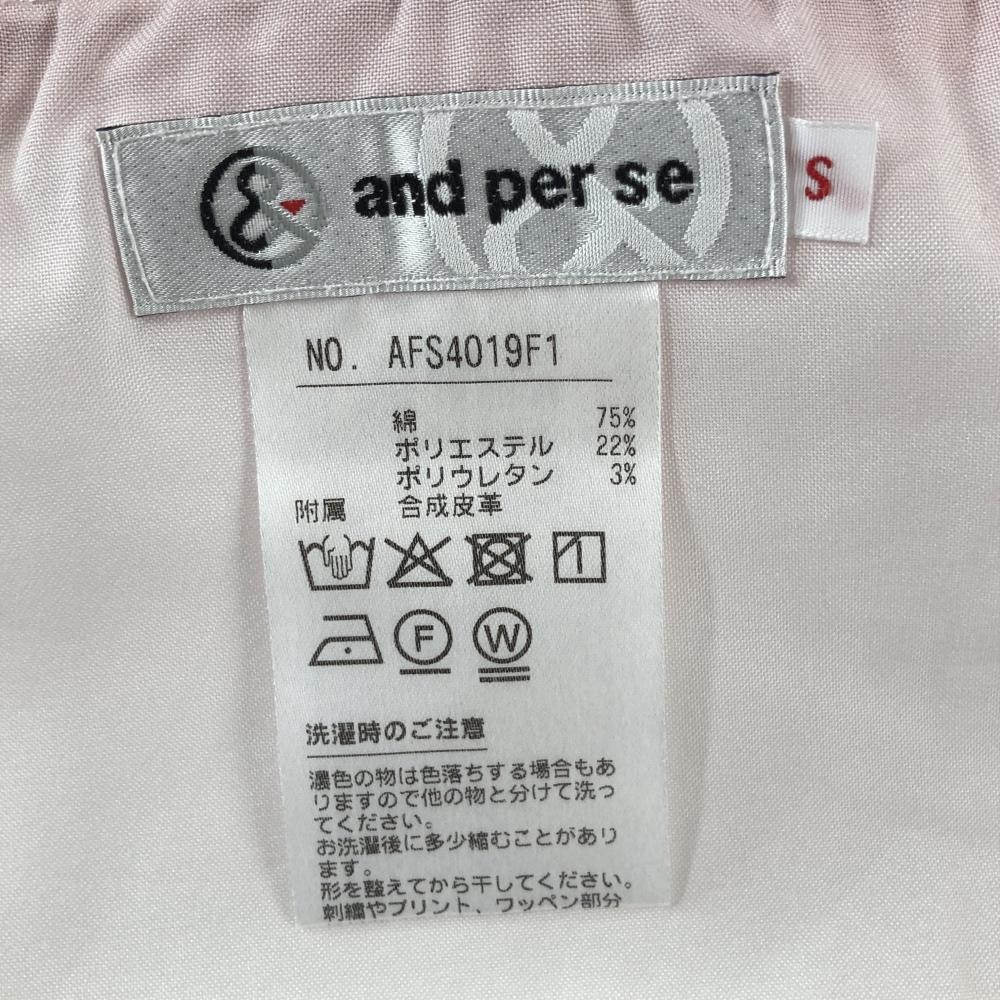 and per se
S
NO. AFS4019F1
綿 75%
ポリエステル 22%
ポリウレタン 3%
附属 合成皮革
1
F W
洗濯時のご注意
濃色の物は色落ちする場合もあ
りますので他の物と分けて洗っ
てください。
お洗濯後に多少縮むことがあり
ます。
形を整えてから干してください。
刺繍やプリント、ワッペン部分